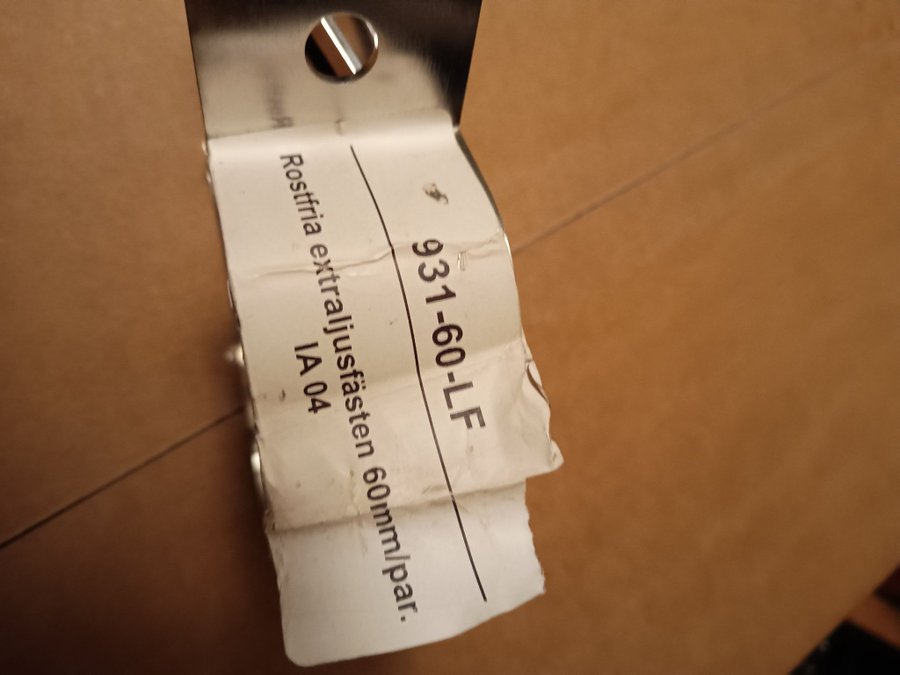 931-60-LF
Rostfria extraljusfästen 60mm/par.
IA 04